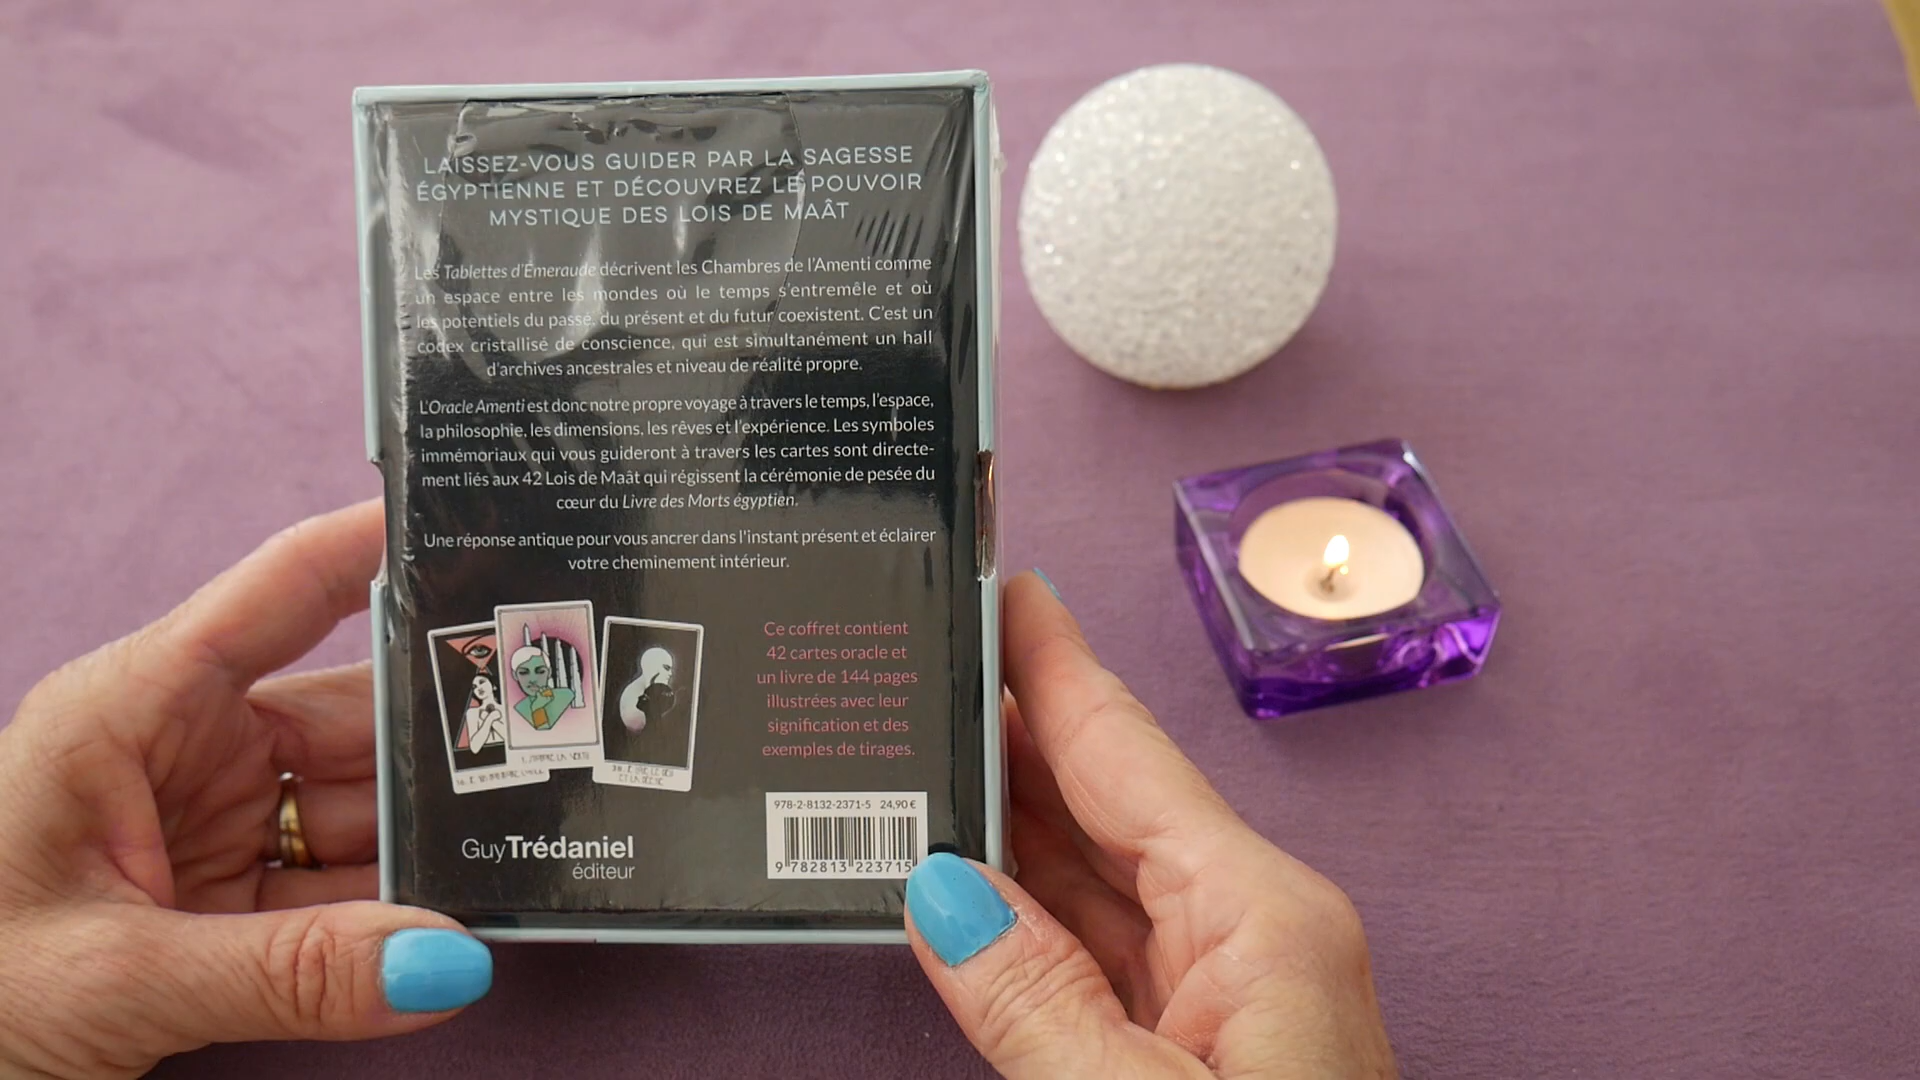 LAISSEZ-VOUS GUIDER PAR LA SAGESSE
ÉGYPTIENNE ET DÉCOUVREZ LE POUVOIR
MYSTIQUE DES LOIS DE MAÂT
Les Tablettes d'Émeraude décrivent les Chambres de l'Amenti comme
un espace entre les mondes où le temps s'entremêle et où
les potentiels du passé, du présent et du futur coexistent. C'est un
codex cristallisé de conscience, qui est simultanément un hall
d'archives ancestrales et niveau de réalité propre.
L'Oracle Amenti est donc notre propre voyage à travers le temps, l'espace,
la philosophie, les dimensions, les rêves et l'expérience. Les symboles
immémoriaux qui vous guideront à travers les cartes sont directe-
ment liés aux 42 Lois de Maât qui régissent la cérémonie de pesée du
cœur du Livre des Morts égyptien.
Une réponse antique pour vous ancrer dans l'instant présent et éclairer
votre cheminement intérieur.
Ce coffret contient
42 cartes oracle et
un livre de 144 pages
illustrées avec leur
signification et des
exemples de tirages.
978-2-8132-2371-5 24,90 €
9 782813 223715
GuyTrédaniel
éditeur